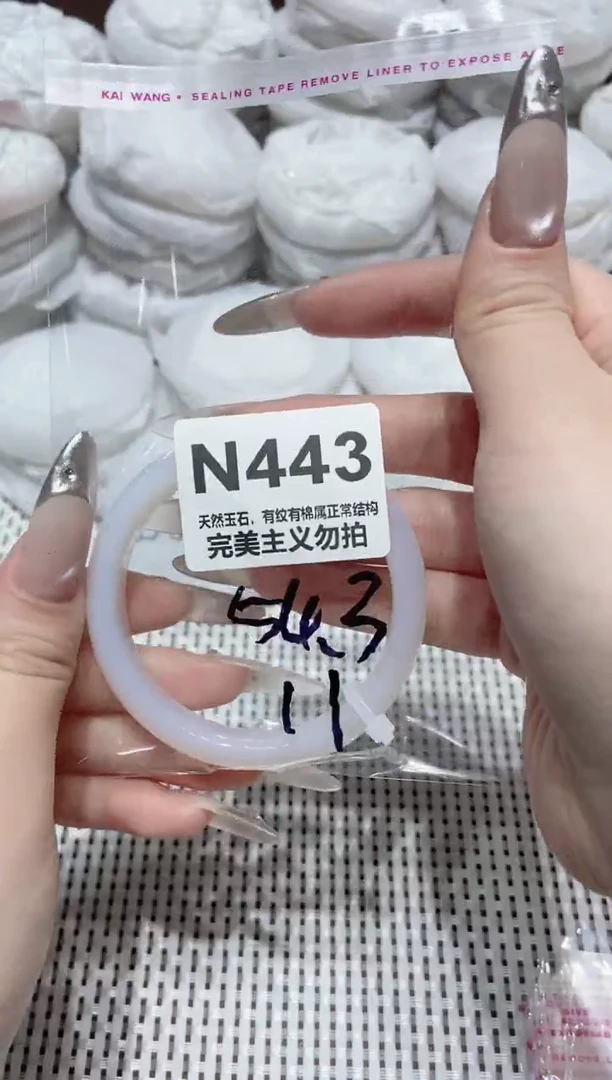 KAI WANG • SEALING TAPE REMOVE LINER TO EXPOSE
N443
天然玉石，有纹有棉属正常结构
完美主义勿拍
54.3
11